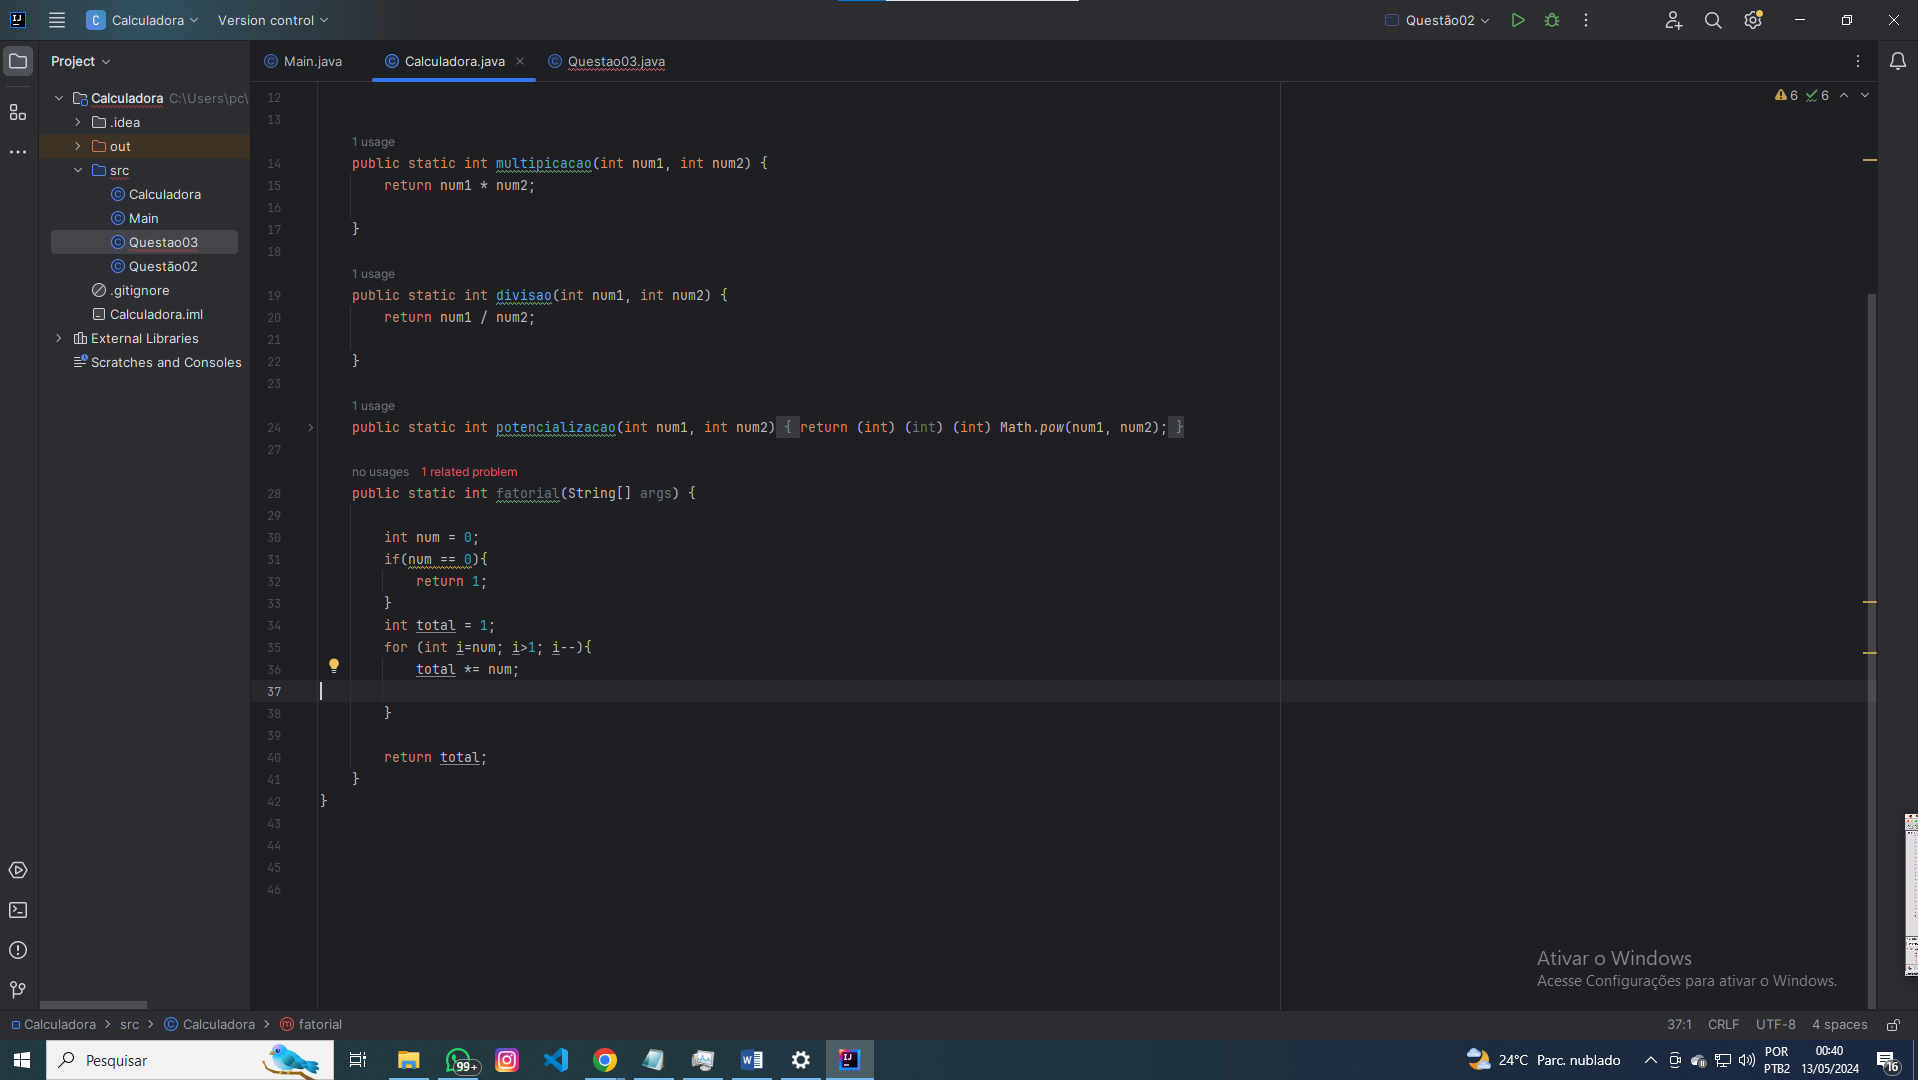 Calculadora Version control Questão02
Project
Main.java Calculadora.java Questao03.java
Calculadora C:\Users\pc\
.idea
out
src
Calculadora
Main
Questao03
Questão02
.gitignore
Calculadora.iml
External Libraries
Scratches and Consoles
6 6
12
13
1 usage
14 public static int multipicacao(int num1, int num2) {
15 return num1 * num2;
16
17 }
18
1 usage
19 public static int divisao(int num1, int num2) {
20 return num1 / num2;
21
22 }
23
1 usage
24 public static int potencializacao(int num1, int num2) { return (int) (int) (int) Math.pow(num1, num2); }
27
no usages 1 related problem
28 public static int fatorial(String[] args) {
29
30 int num = 0;
31 if(num == 0){
32 return 1;
33 }
34 int total = 1;
35 for (int i=num; i>1; i--){
36 total *= num;
37
38 }
39
40 return total;
41 }
42 }
43
44
45
46
Ativar o Windows
Acesse Configurações para ativar o Windows.
Calculadora src Calculadora fatorial
37:1 CRLF UTF-8 4 spaces
Pesquisar
99+
24°C Parc. nublado
POR
PTB2
00:40
13/05/2024
16